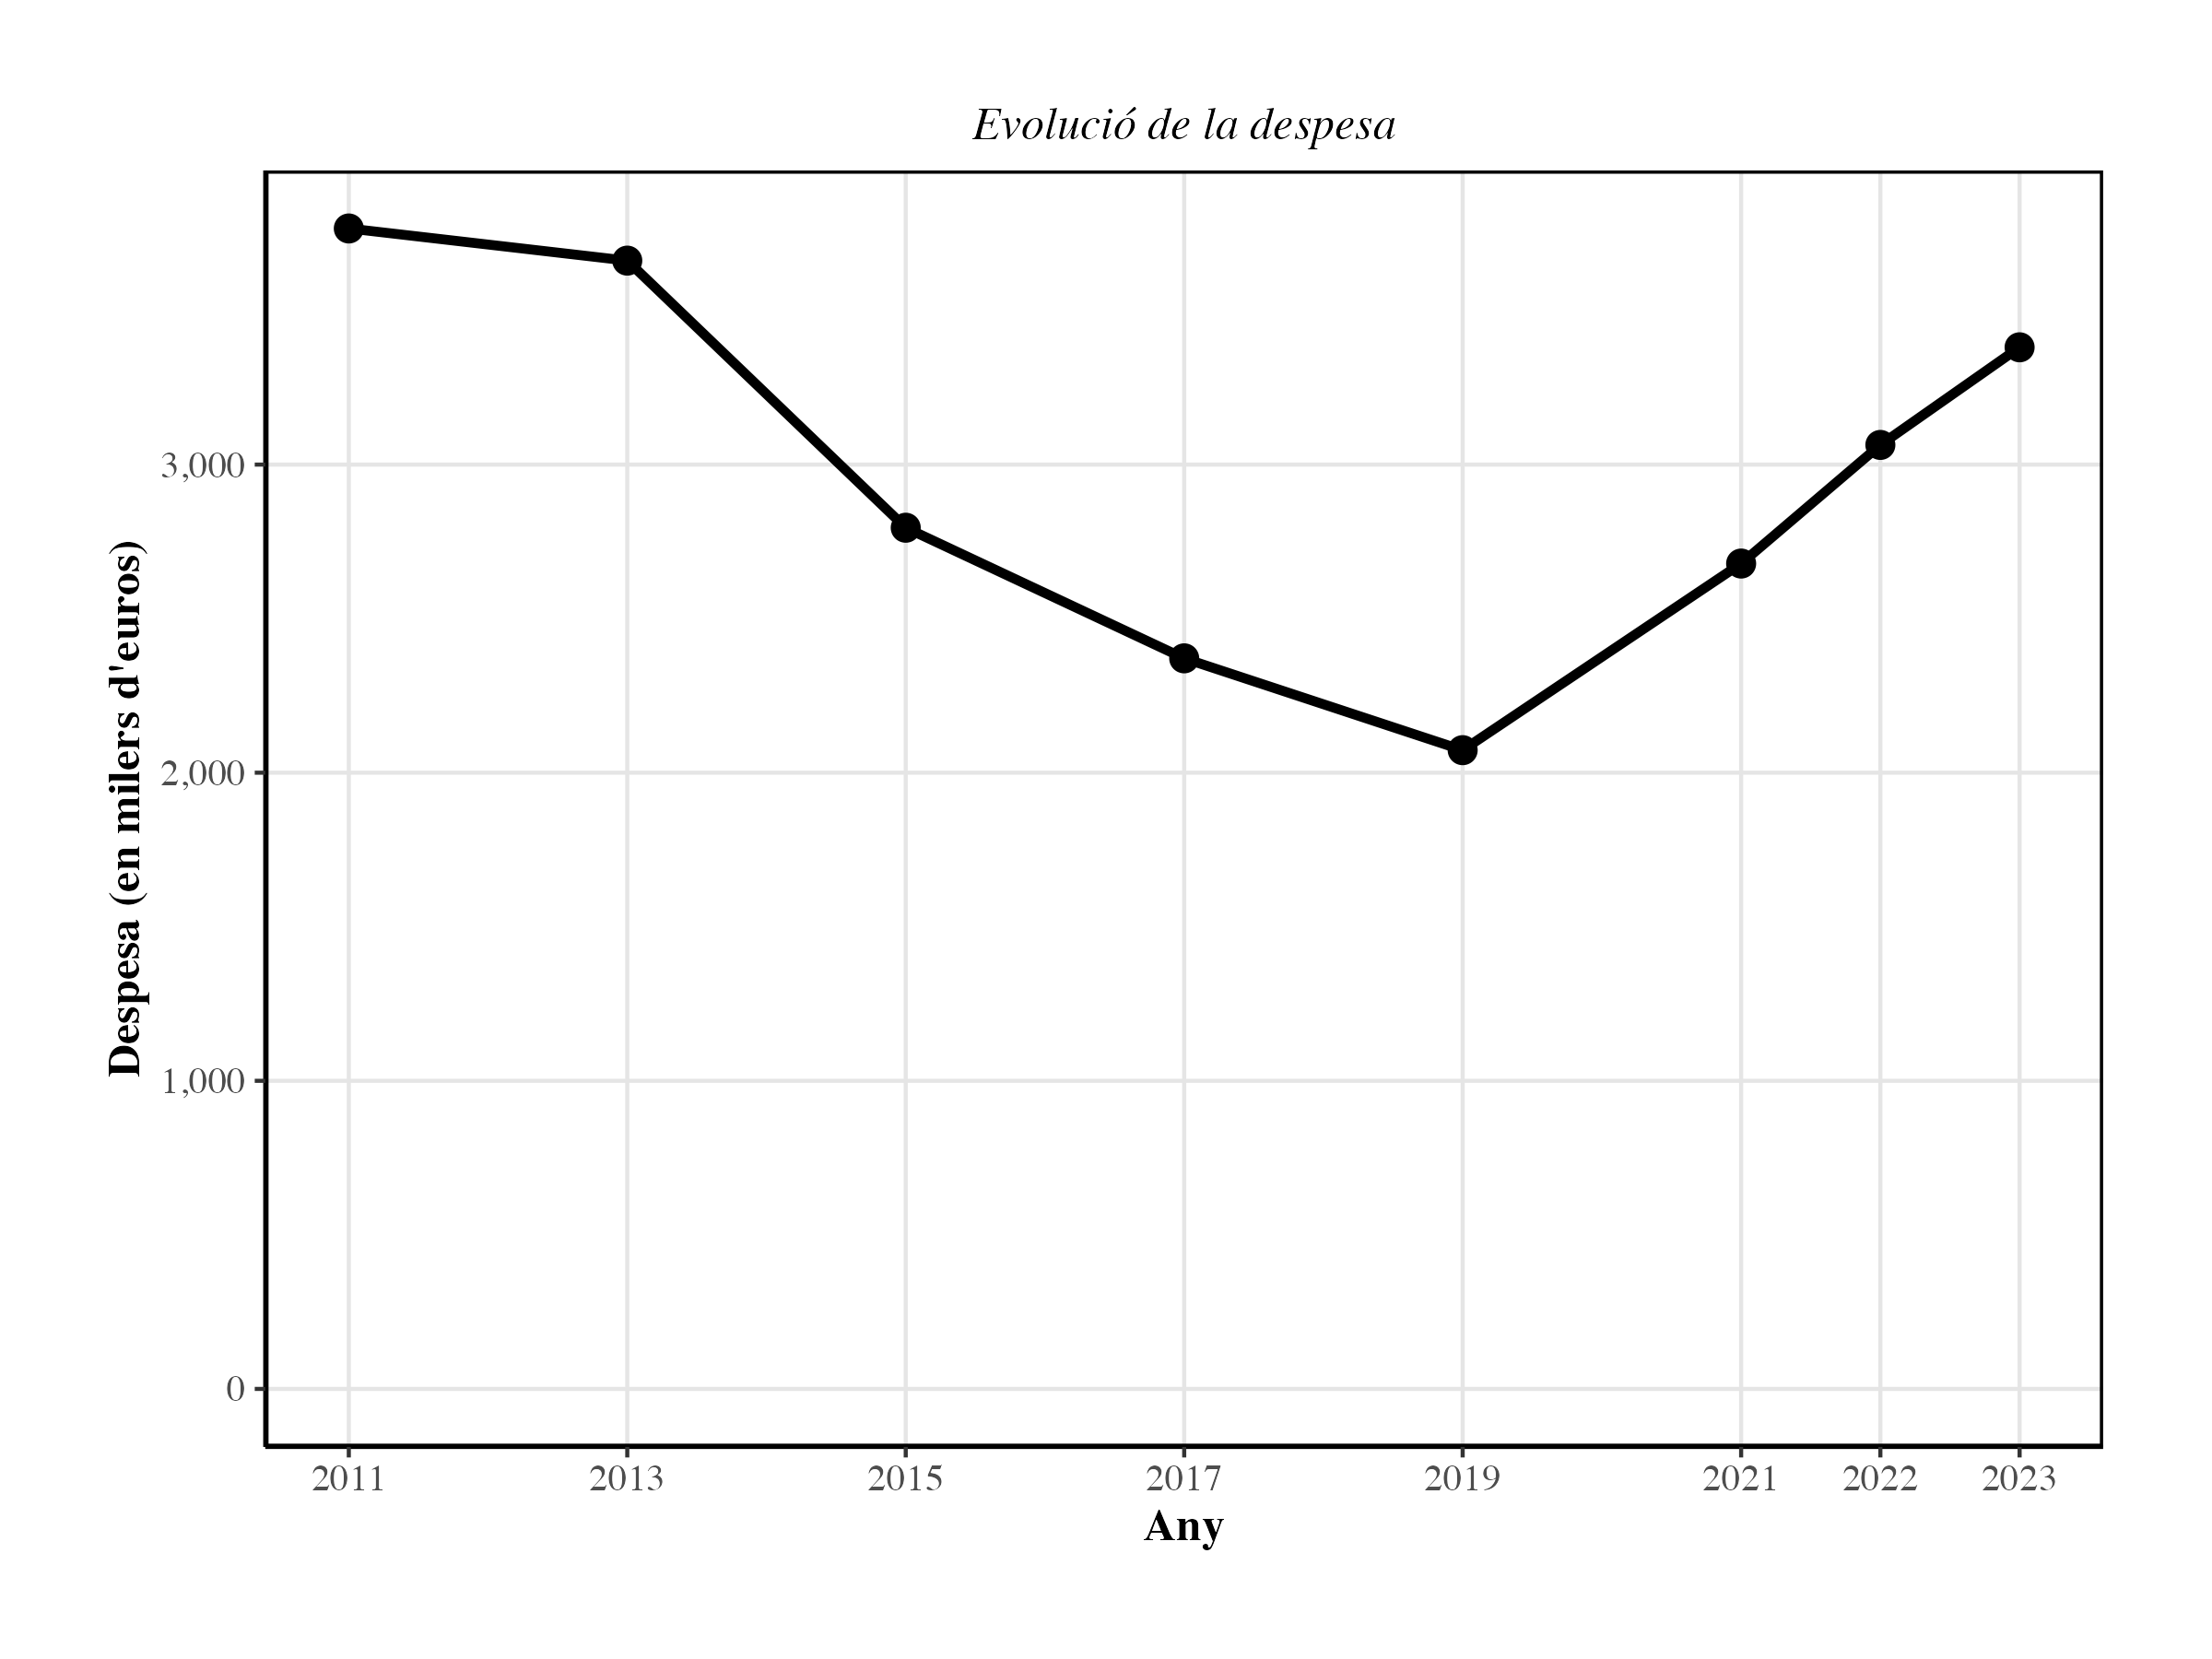 Evolució de la despesa
Despesa (en milers d'euros)
3,000
2,000
1,000
0
2011 2013 2015 2017 2019 2021 2022 2023
Any